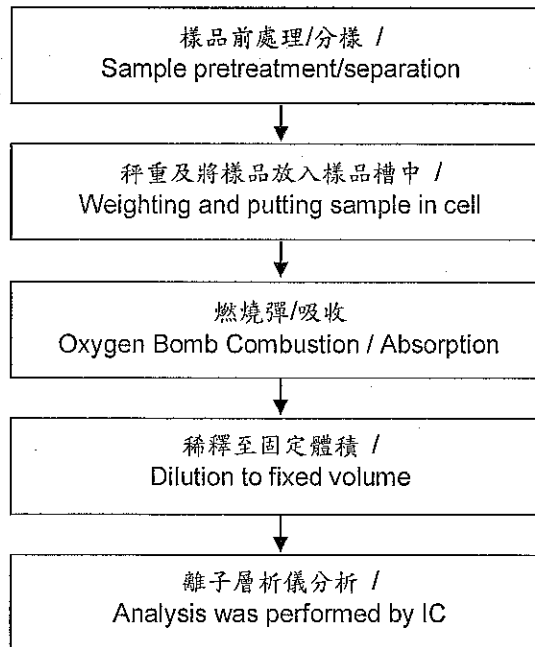 樣品前處理/分樣 /
Sample pretreatment/separation
秤重及將樣品放入樣品槽中 /
Weighting and putting sample in cell
燃燒彈/吸收
Oxygen Bomb Combustion / Absorption
稀釋至固定體積 /
Dilution to fixed volume
離子層析儀分析 /
Analysis was performed by IC